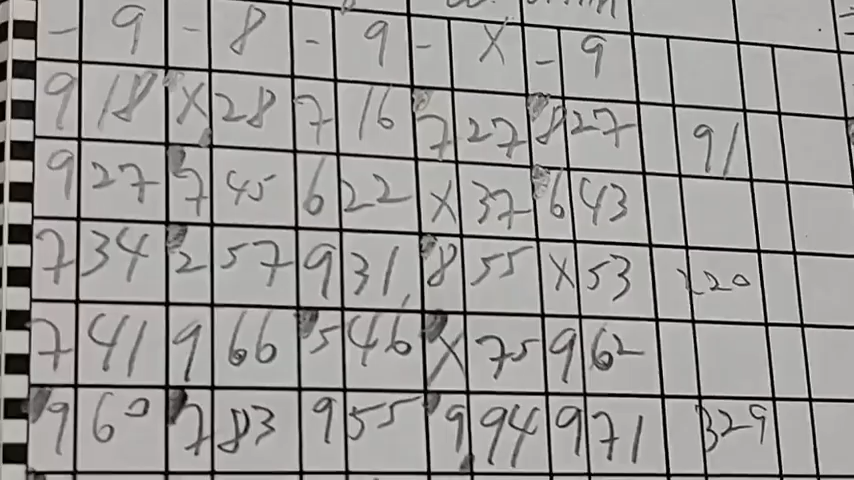 - 9 - 8 - 9 - X - 9
9 18 X 28 7 16 7 27 8 27 91
9 27 7 45 6 22 X 37 6 43
7 34 2 57 9 31 8 55 X 53 220
7 41 9 66 5 46 X 75 9 62
9 60 7 83 9 55 9 94 9 71 329